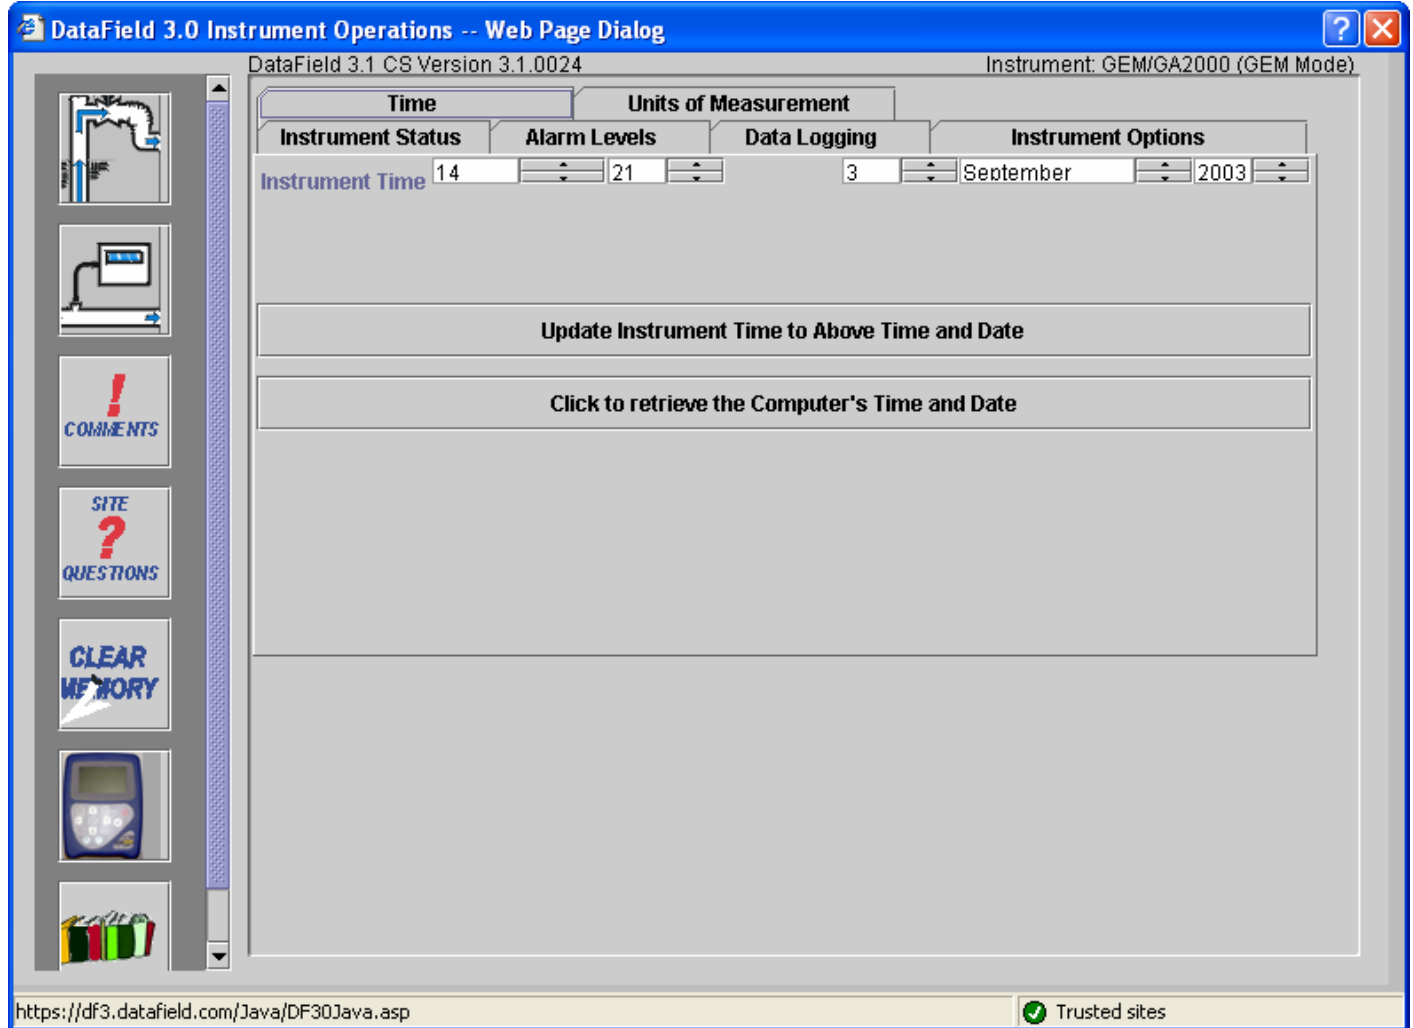 DataField 3.0 Instrument Operations -- Web Page Dialog
DataField 3.1 CS Version 3.1.0024 Instrument: GEM/GA2000 (GEM Mode)
Time Units of Measurement
Instrument Status Alarm Levels Data Logging Instrument Options
Instrument Time 14 21 3 September 2003
Update Instrument Time to Above Time and Date
Click to retrieve the Computer's Time and Date
!
COMMENTS
SITE
?
QUESTIONS
CLEAR
MEMORY
https://df3.datafield.com/Java/DF30Java.asp Trusted sites